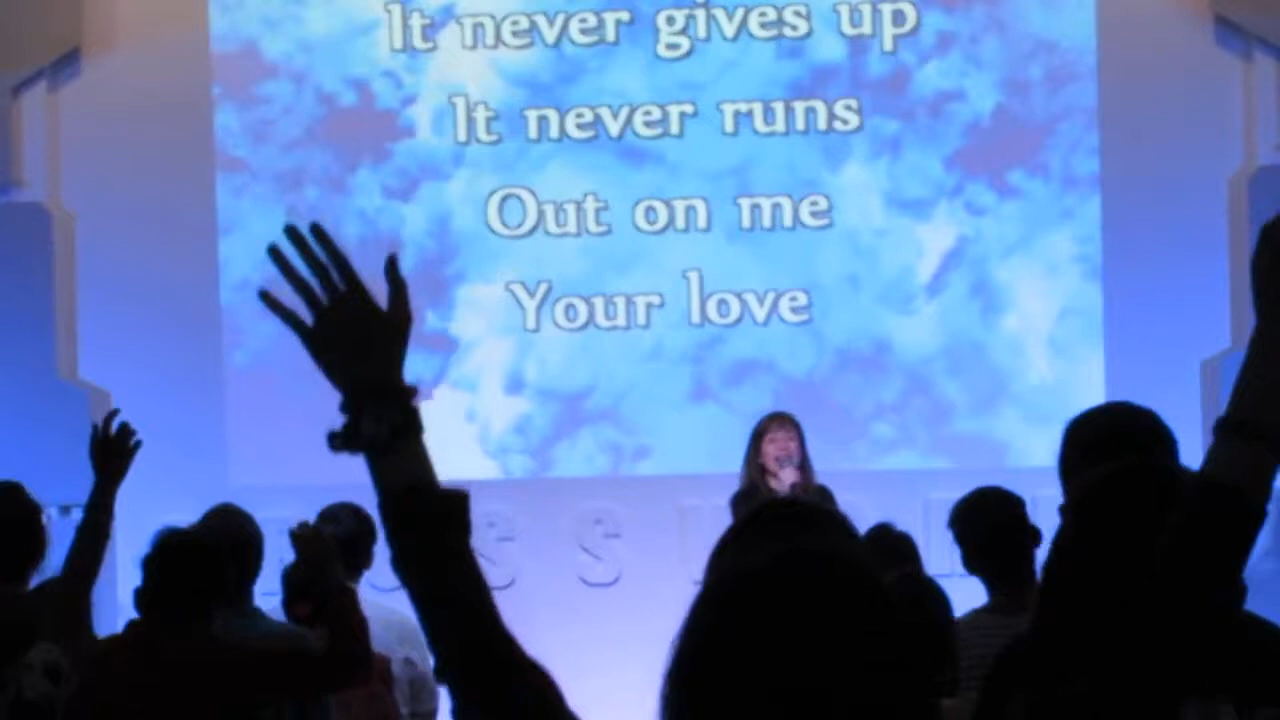 It never gives up
It never runs
Out on me
Your love